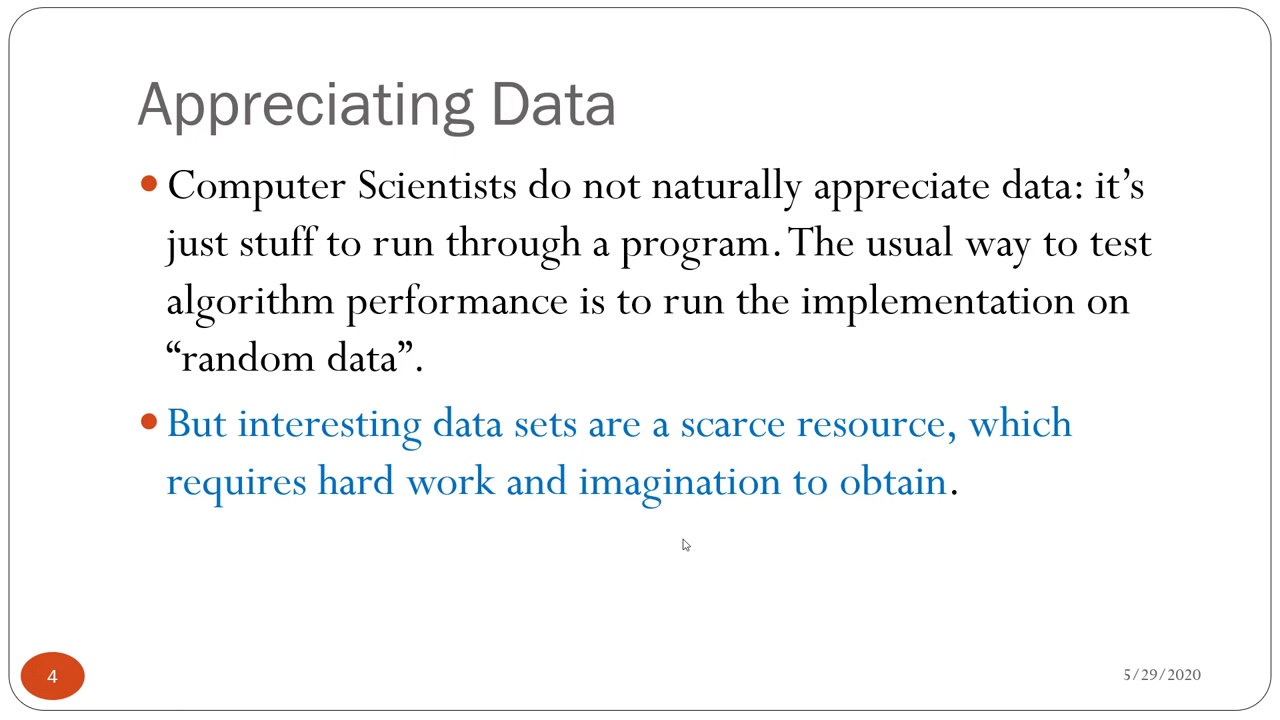 Appreciating Data
Computer Scientists do not naturally appreciate data: it’s
just stuff to run through a program. The usual way to test
algorithm performance is to run the implementation on
“random data”.
But interesting data sets are a scarce resource, which
requires hard work and imagination to obtain.
4
5/29/2020